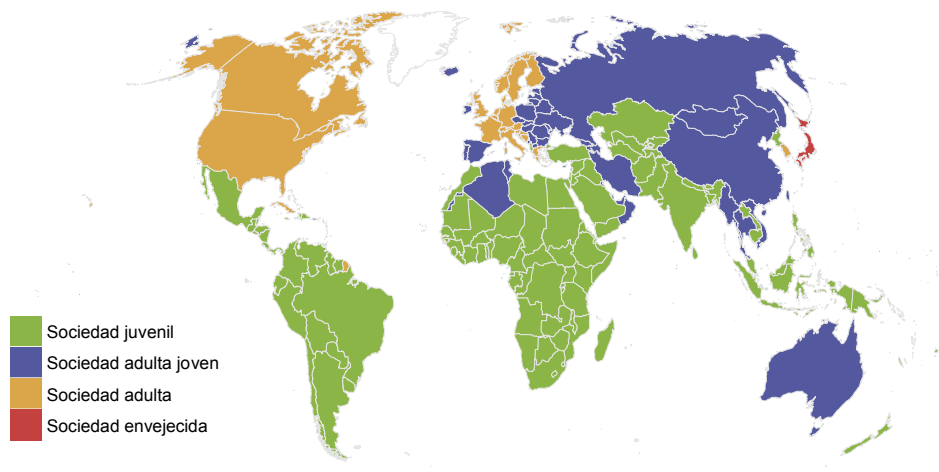 Sociedad juvenil
Sociedad adulta joven
Sociedad adulta
Sociedad envejecida